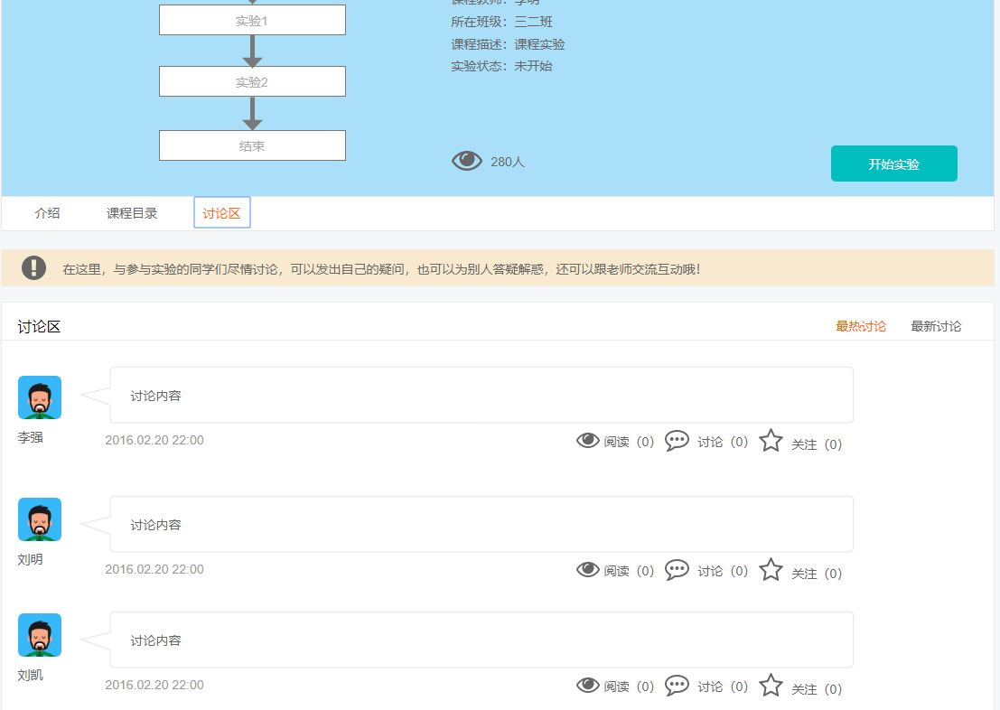 实验1
实验2
结束
课程教师：李明
所在班级：三二班
课程描述：课程实验
实验状态：未开始
280人
开始实验
介绍 课程目录 讨论区
在这里，与参与实验的同学们尽情讨论，可以发出自己的疑问，也可以为别人答疑解惑，还可以跟老师交流互动哦！
讨论区 最热讨论 最新讨论
讨论内容
李强
2016.02.20 22:00 阅读（0） 讨论（0） 关注（0）
讨论内容
刘明
2016.02.20 22:00 阅读（0） 讨论（0） 关注（0）
讨论内容
刘凯
2016.02.20 22:00 阅读（0） 讨论（0） 关注（0）